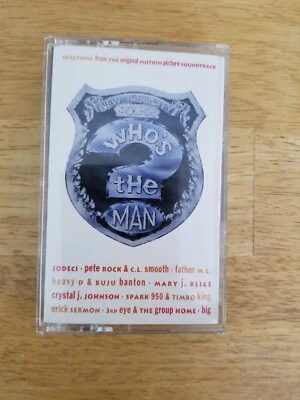 selections from the original motion picture soundtrack
WHO'S
?
tHE
MAN
JODECI · pete ROCK & C.L. smooth · father M.C.
heavy D & BUJU banton · MARY J. BLIGE
crystal J. JOHNSON · SPARK 950 & TIMBO king
erick SERMON · 3RD eye & THE group HOME · big